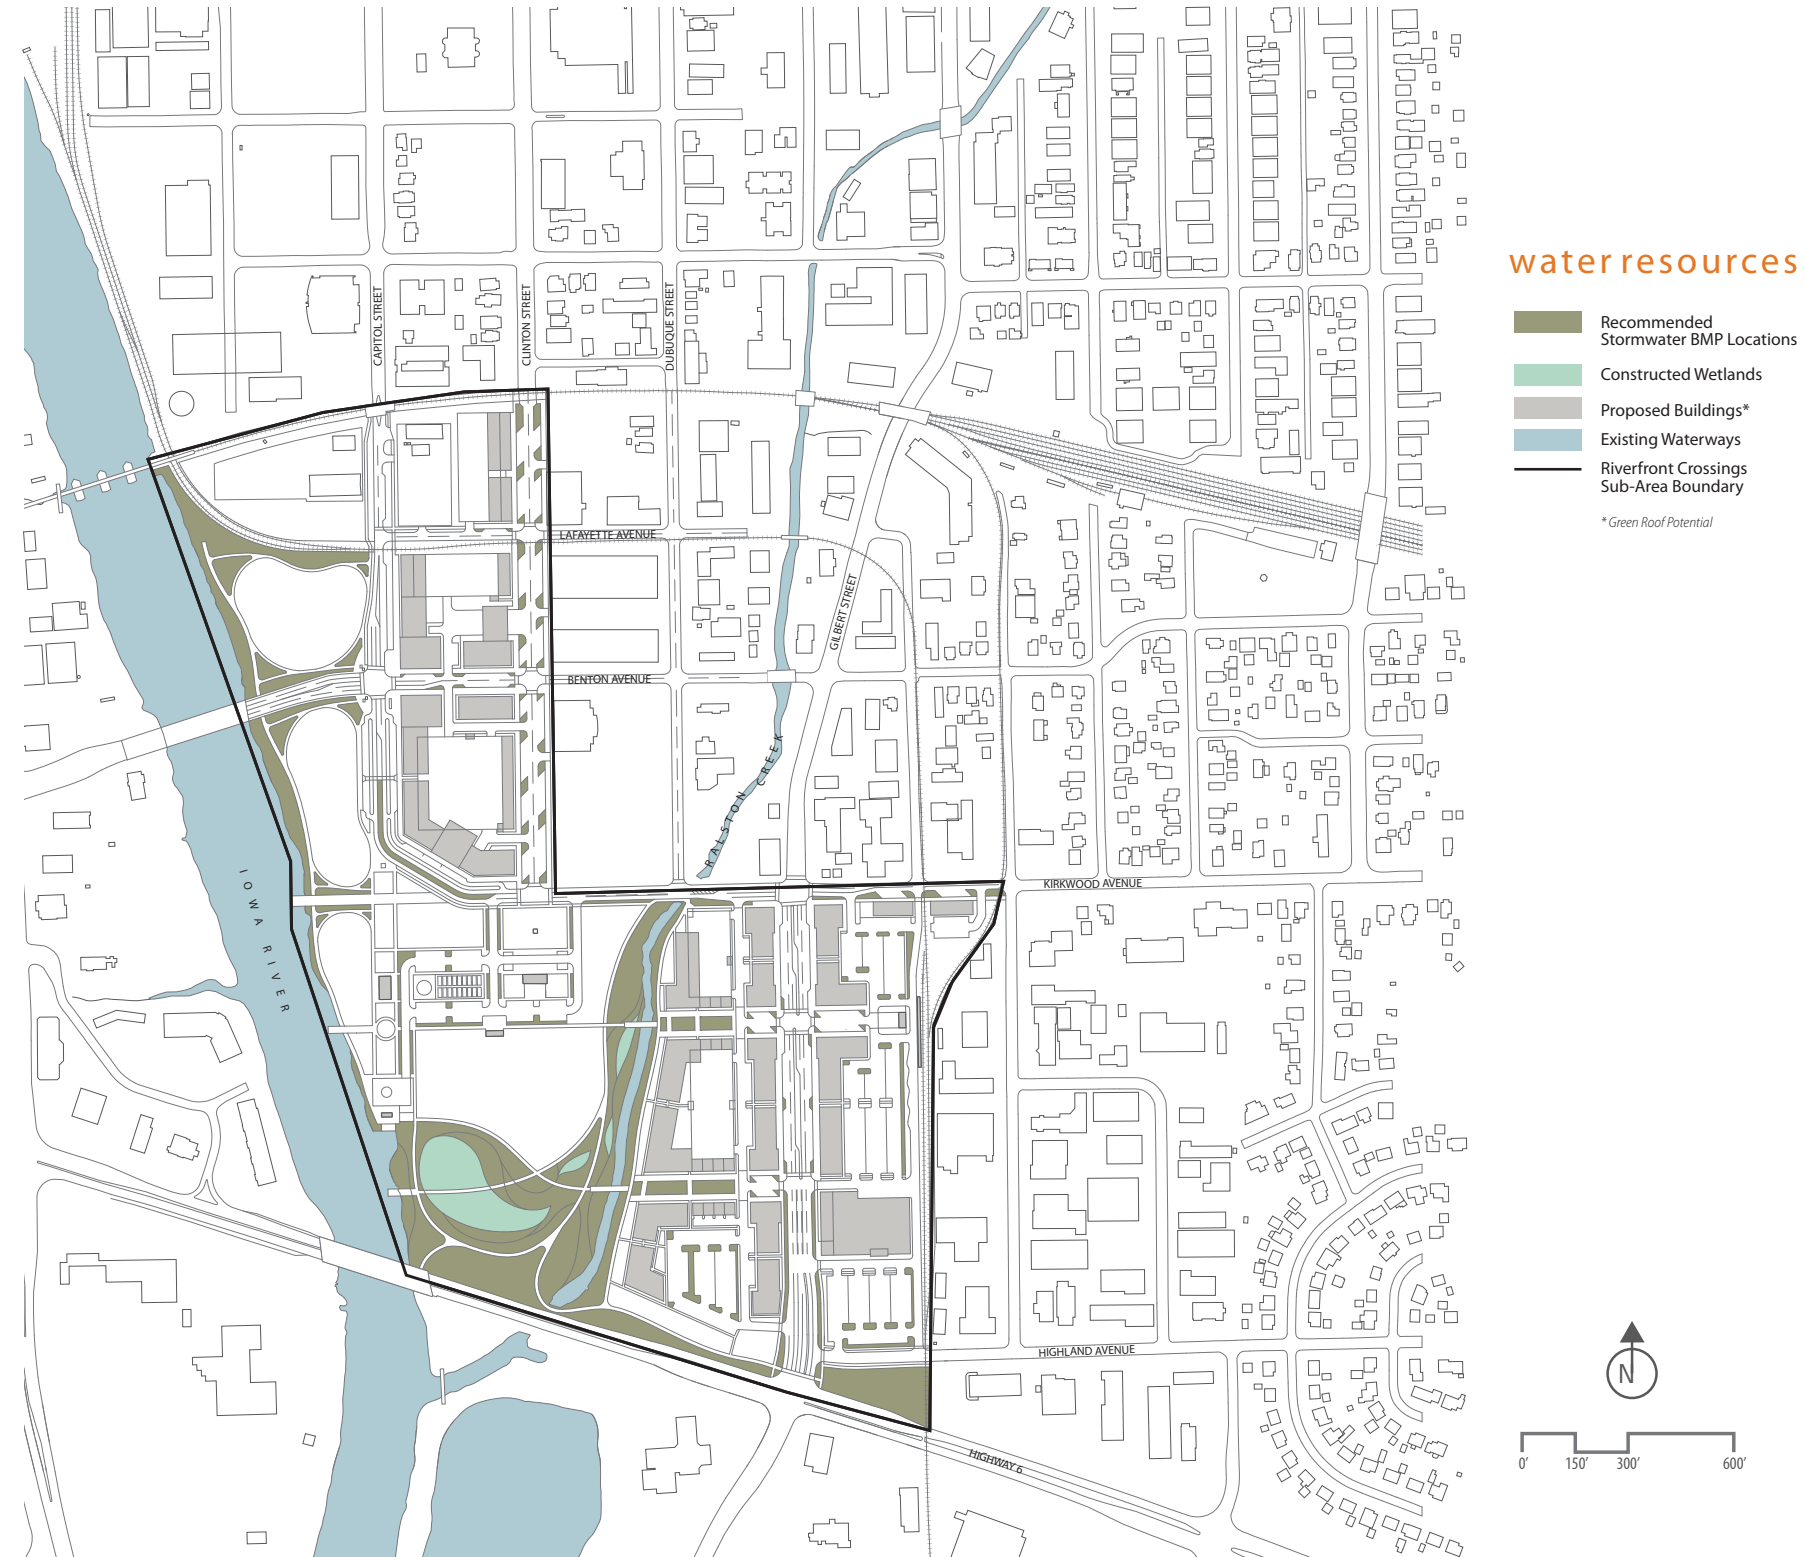 water resources
Recommended
Stormwater BMP Locations
Constructed Wetlands
Proposed Buildings*
Existing Waterways
Riverfront Crossings
Sub-Area Boundary
* Green Roof Potential
CAPITOL STREET
CLINTON STREET
DUBUQUE STREET
LAFAYETTE AVENUE
GILBERT STREET
BENTON AVENUE
RALSTON CREEK
KIRKWOOD AVENUE
IOWA RIVER
HIGHLAND AVENUE
HIGHWAY 6
N
0' 150' 300' 600'